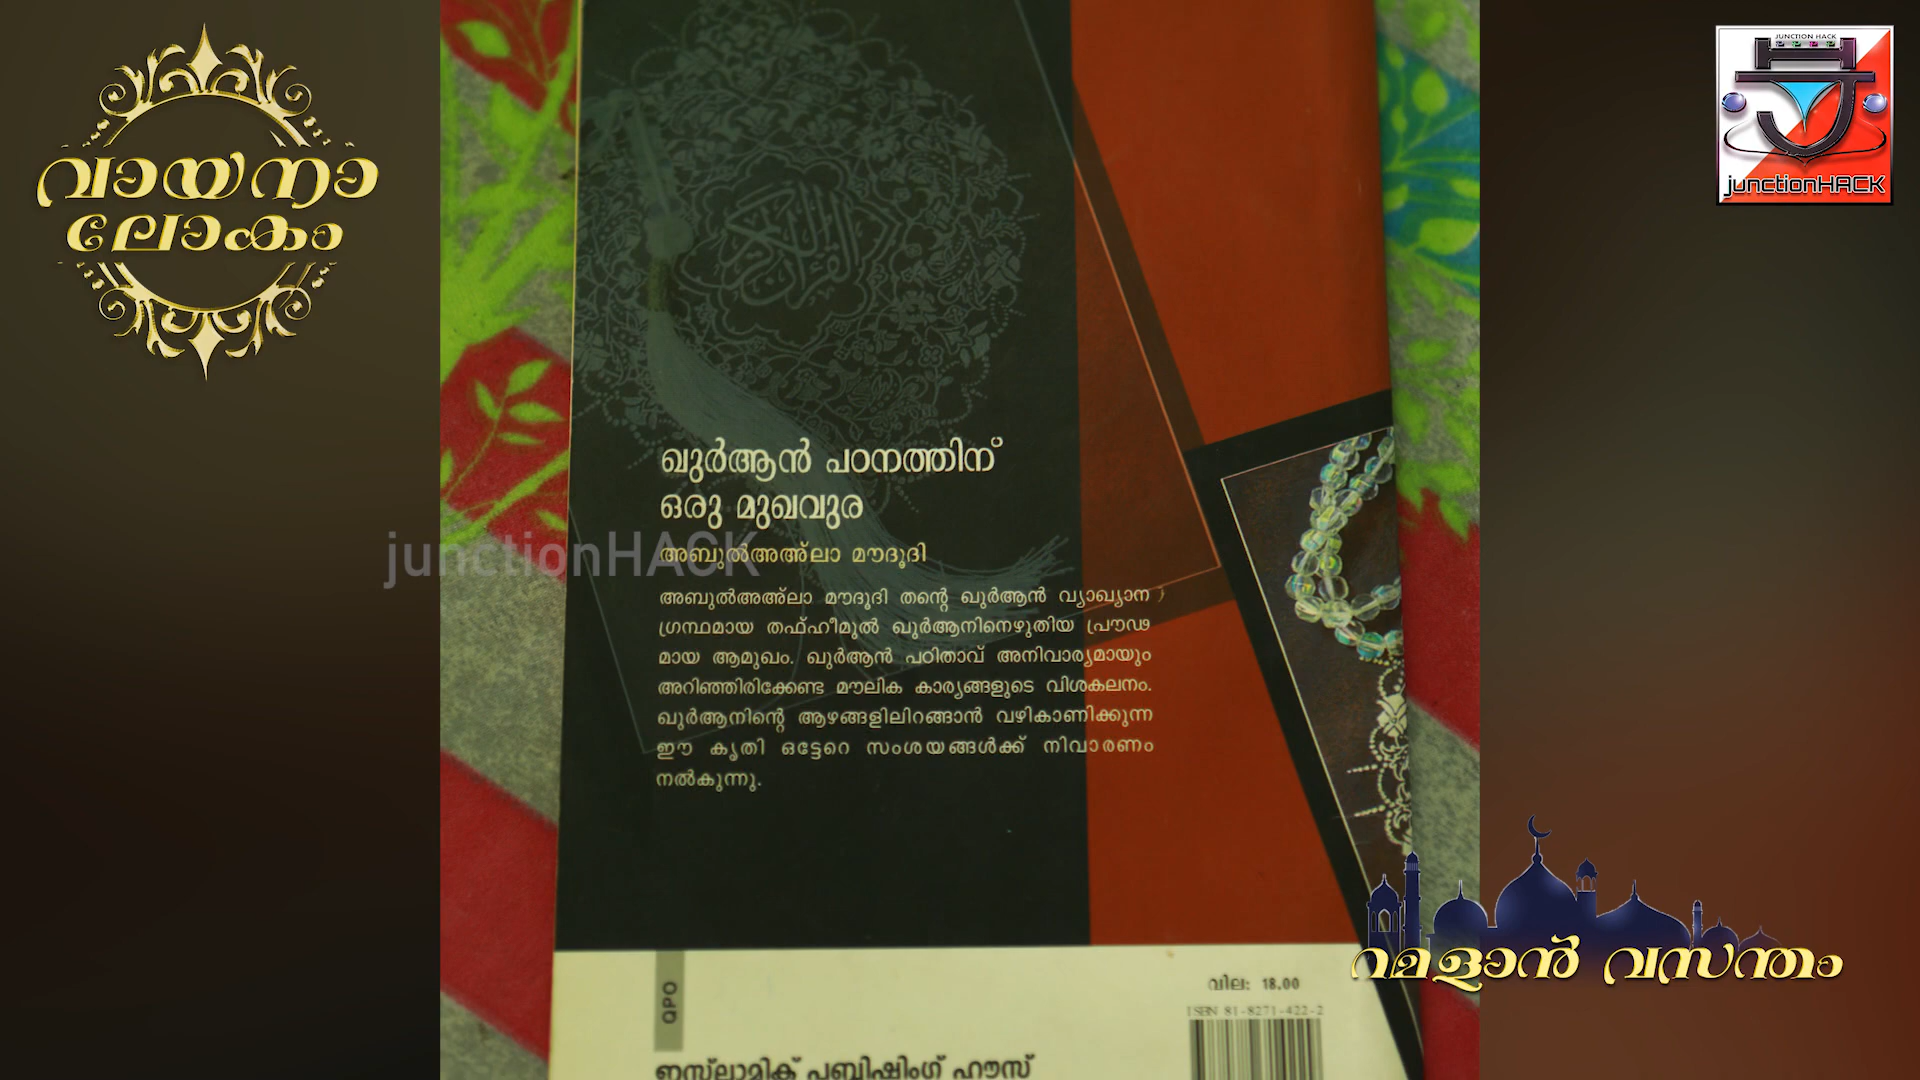 വായനാ
ലോകം
JUNCTION HACK
junctionHACK
القرآن الكريم
ഖുർആൻ പഠനത്തിന്
ഒരു മുഖവുര
junctionHACK
അബുൽഅഅ്ലാ മൗദൂദി
അബുൽഅഅ്ലാ മൗദൂദി തന്റെ ഖുർആൻ വ്യാഖ്യാന
ഗ്രന്ഥമായ തഫ്ഹീമുൽ ഖുർആനിനെഴുതിയ പ്രൗഢ
മായ ആമുഖം. ഖുർആൻ പഠിതാവ് അനിവാര്യമായും
അറിഞ്ഞിരിക്കേണ്ട മൗലിക കാര്യങ്ങളുടെ വിശകലനം.
ഖുർആനിന്റെ ആഴങ്ങളിലിറങ്ങാൻ വഴികാണിക്കുന്ന
ഈ കൃതി ഒട്ടേറെ സംശയങ്ങൾക്ക് നിവാരണം
നൽകുന്നു.
റമളാൻ വസന്തം
വില: 18.00
ISBN 81-8271-422-2
QPO
ഇസ്ലാമിക് പബ്ലിഷിംഗ് ഹൗസ്